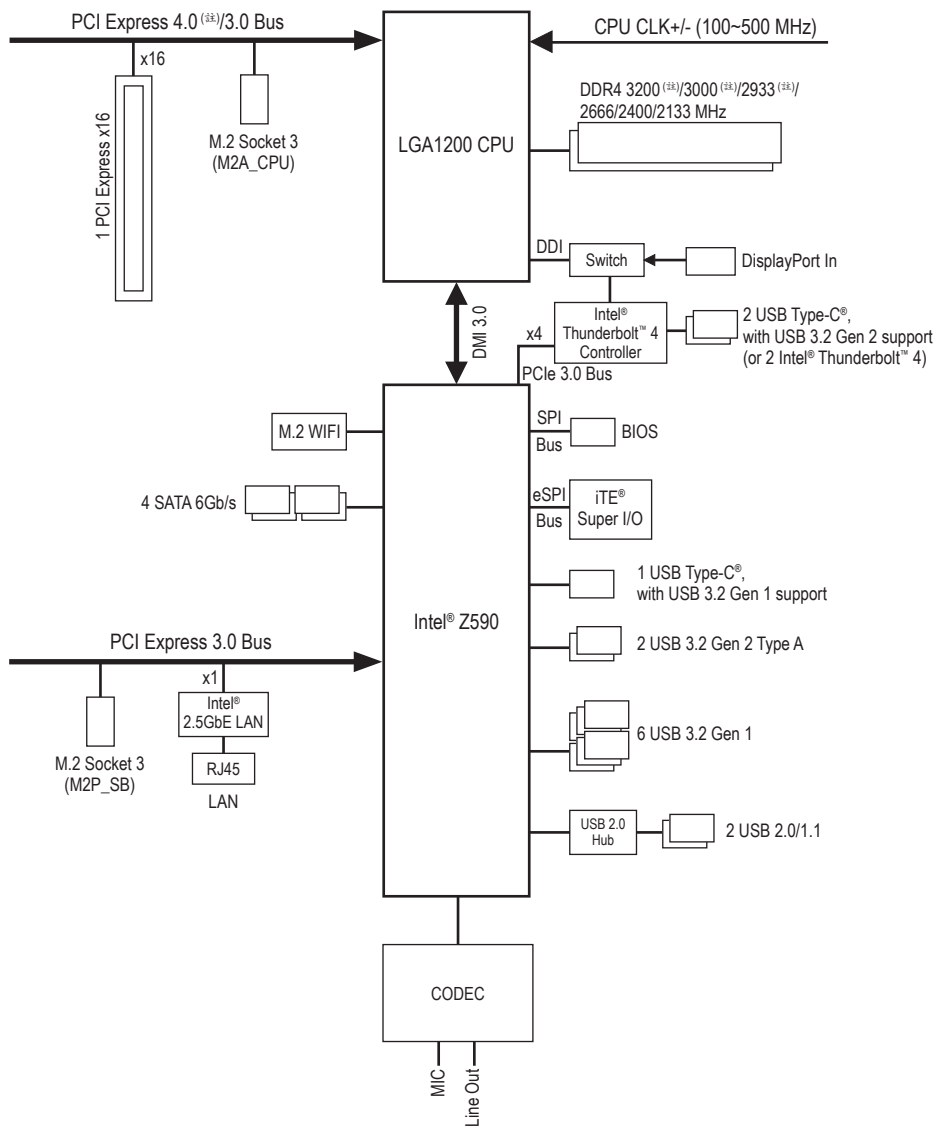 PCI Express 4.0 (註)/3.0 Bus
x16
1 PCI Express x16
M.2 Socket 3
(M2A_CPU)
LGA1200 CPU
CPU CLK+/- (100~500 MHz)
DDR4 3200 (註)/3000 (註)/2933 (註)/
2666/2400/2133 MHz
DDI
Switch
DisplayPort In
DMI 3.0
x4
PCIe 3.0 Bus
Intel®
Thunderbolt™ 4
Controller
2 USB Type-C®,
with USB 3.2 Gen 2 support
(or 2 Intel® Thunderbolt™ 4)
M.2 WIFI
4 SATA 6Gb/s
SPI
Bus
BIOS
eSPI
Bus
iTE®
Super I/O
Intel® Z590
1 USB Type-C®,
with USB 3.2 Gen 1 support
2 USB 3.2 Gen 2 Type A
PCI Express 3.0 Bus
x1
Intel®
2.5GbE LAN
RJ45
LAN
M.2 Socket 3
(M2P_SB)
6 USB 3.2 Gen 1
USB 2.0
Hub
2 USB 2.0/1.1
CODEC
MIC
Line Out